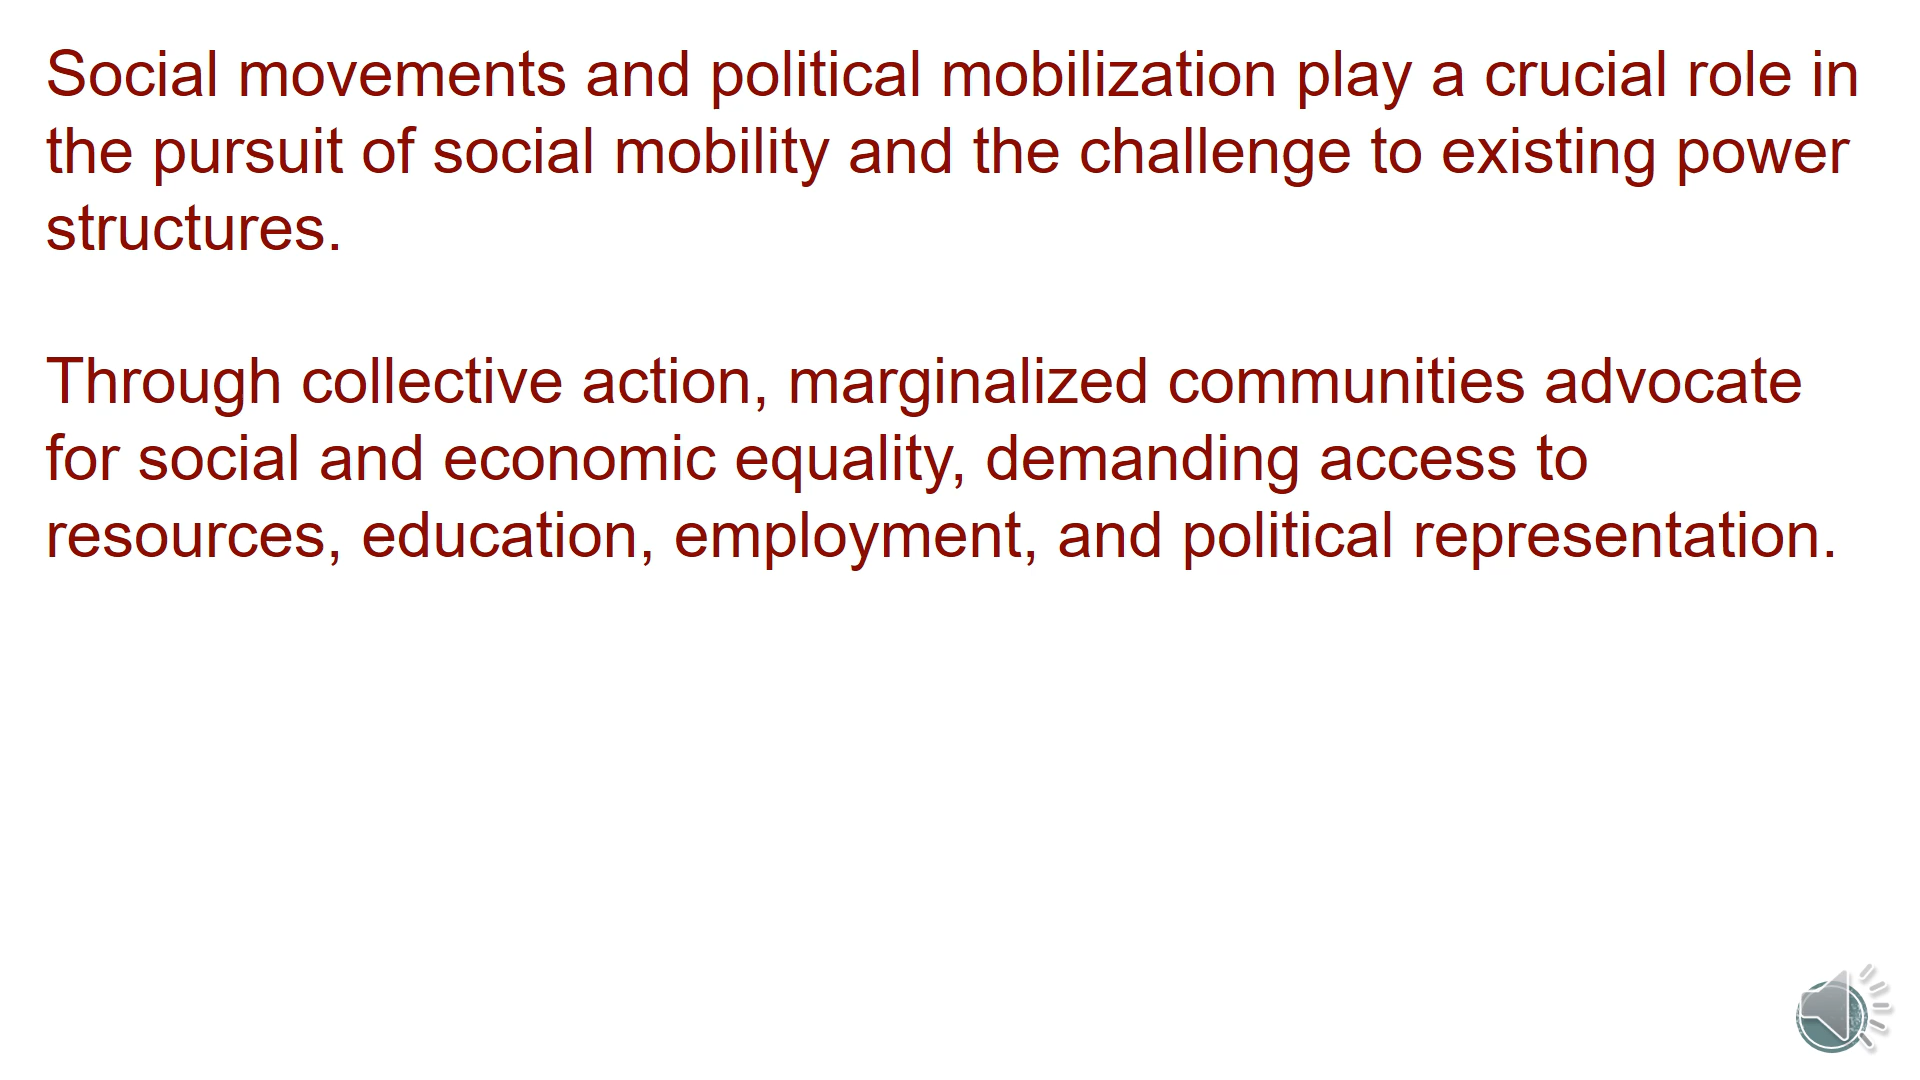 Social movements and political mobilization play a crucial role in
the pursuit of social mobility and the challenge to existing power
structures.
Through collective action, marginalized communities advocate
for social and economic equality, demanding access to
resources, education, employment, and political representation.